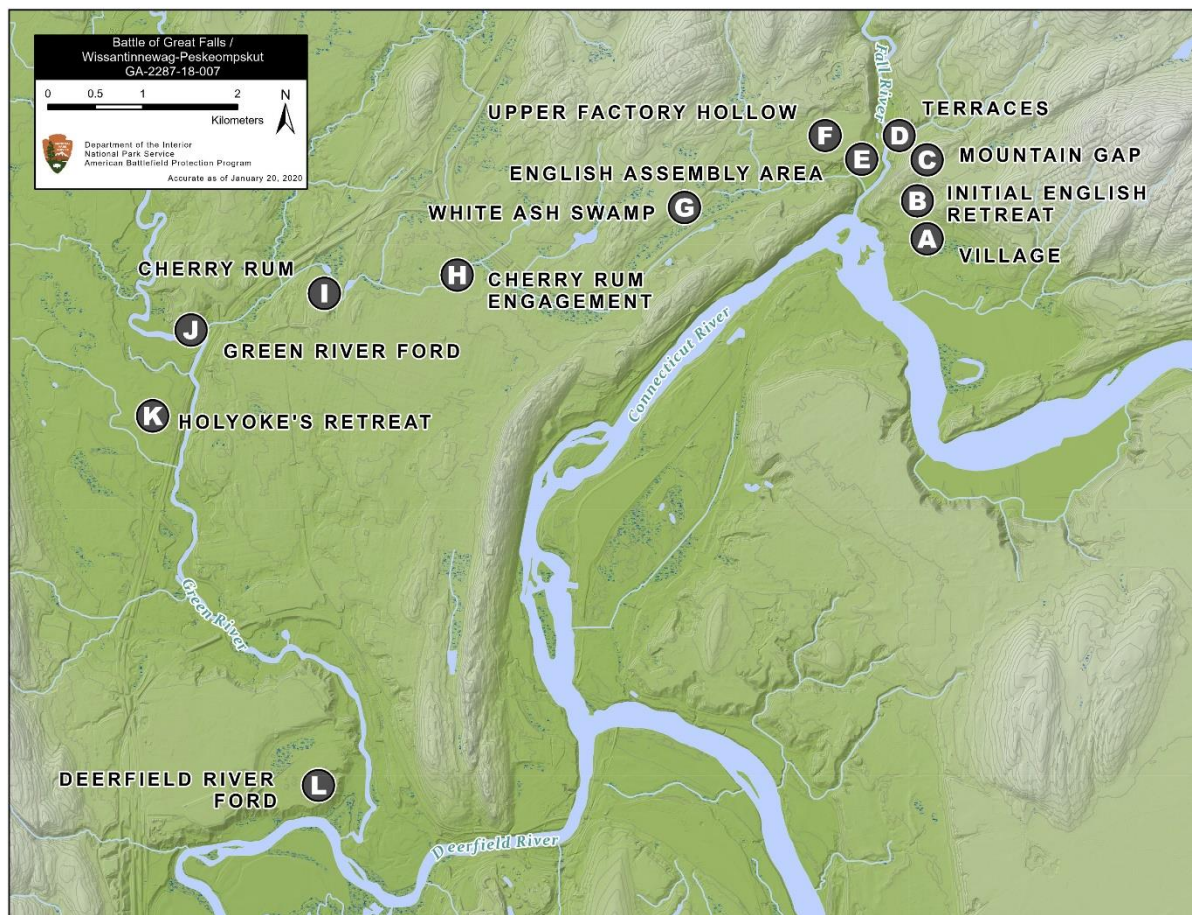 Battle of Great Falls /
Wissantinnewag-Peskeompskut
GA-2287-18-007
0 0.5 1 2
Kilometers
N
Department of the Interior
National Park Service
American Battlefield Protection Program
Accurate as of January 20, 2020
Fall River
UPPER FACTORY HOLLOW
F
D
TERRACES
E
C
MOUNTAIN GAP
ENGLISH ASSEMBLY AREA
B
INITIAL ENGLISH
RETREAT
WHITE ASH SWAMP
G
A
VILLAGE
CHERRY RUM
I
H
CHERRY RUM
ENGAGEMENT
J
GREEN RIVER FORD
Connecticut River
K
HOLYOKE'S RETREAT
Green River
DEERFIELD RIVER
FORD
L
Deerfield River